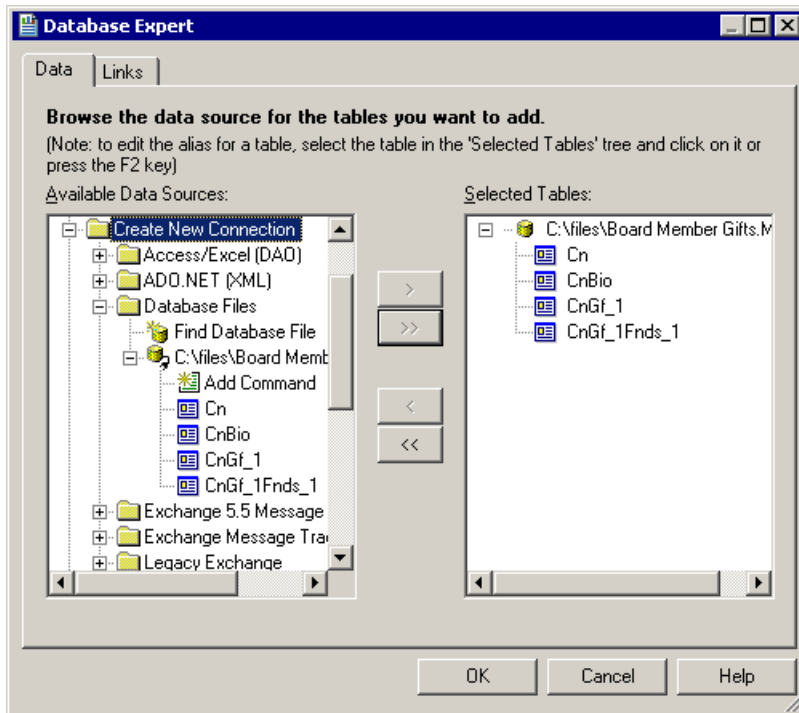 Database Expert
Data
Links
Browse the data source for the tables you want to add.
(Note: to edit the alias for a table, select the table in the 'Selected Tables' tree and click on it or
press the F2 key)
Available Data Sources:
Create New Connection
Access/Excel (DAO)
ADO.NET (XML)
Database Files
Find Database File
C:\files\Board Memb
Add Command
Cn
CnBio
CnGf_1
CnGf_1Fnds_1
Exchange 5.5 Message
Exchange Message Tra
Legacy Exchange
>
>>
<
<<
Selected Tables:
C:\files\Board Member Gifts.M
Cn
CnBio
CnGf_1
CnGf_1Fnds_1
OK
Cancel
Help